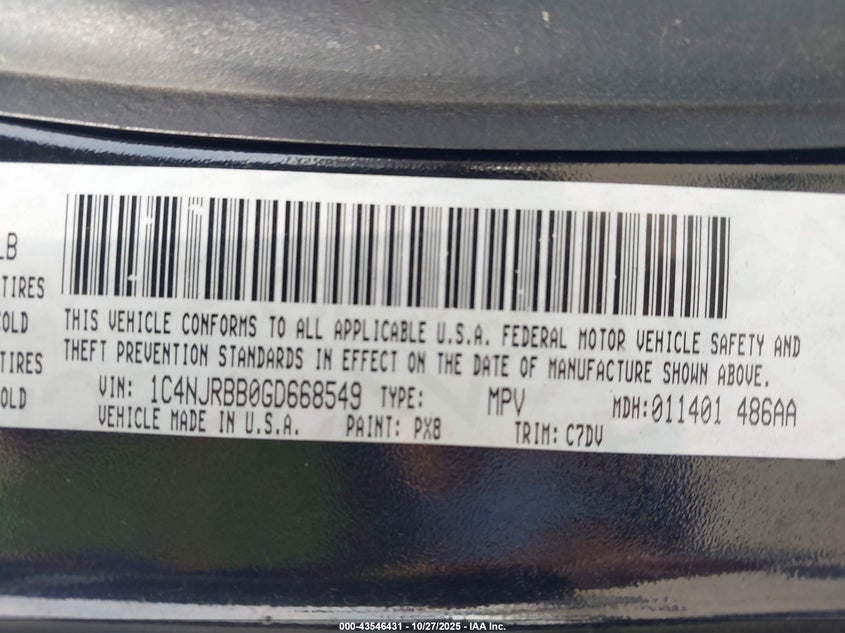 LB
TIRES
COLD
TIRES
OLD
THIS VEHICLE CONFORMS TO ALL APPLICABLE U.S.A. FEDERAL MOTOR VEHICLE SAFETY AND
THEFT PREVENTION STANDARDS IN EFFECT ON THE DATE OF MANUFACTURE SHOWN ABOVE.
VIN: 1C4NJRBB0GD668549 TYPE: MPV MDH:011401 486AA
VEHICLE MADE IN U.S.A. PAINT: PX8 TRIM: C7DV
000-43546431 - 10/27/2025 - IAA Inc.